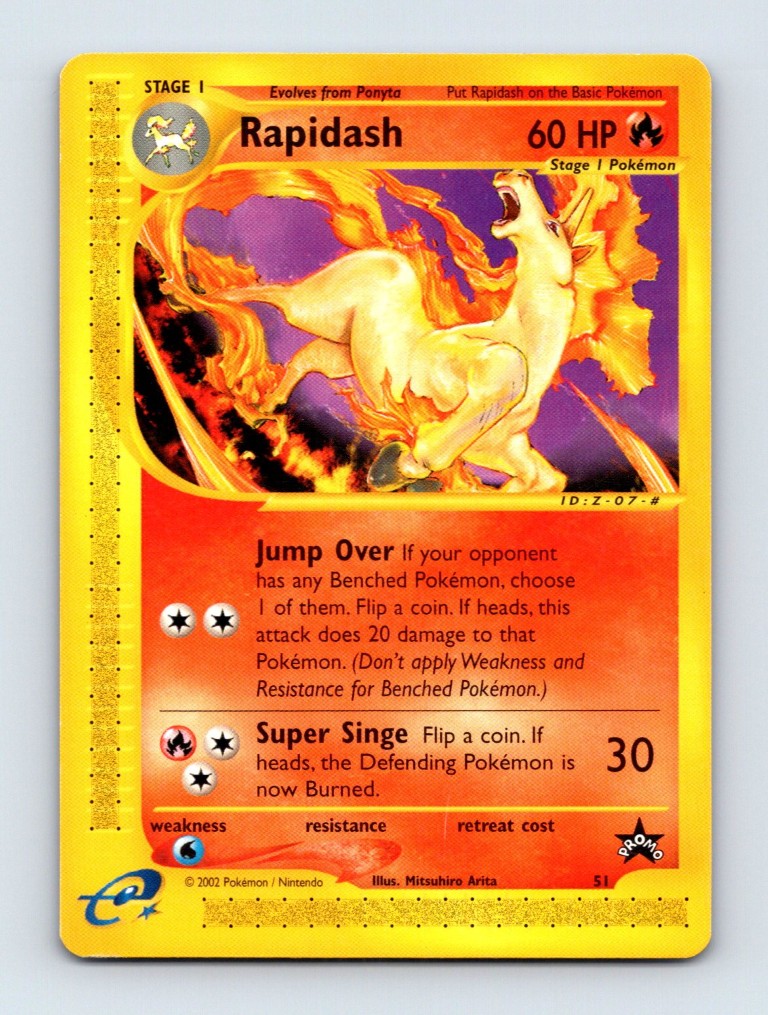 STAGE 1
Evolves from Ponyta
Put Rapidash on the Basic Pokémon
Rapidash
60 HP
Stage 1 Pokémon
ID:Z-07-#
Jump Over If your opponent
has any Benched Pokémon, choose
1 of them. Flip a coin. If heads, this
attack does 20 damage to that
Pokémon. (Don't apply Weakness and
Resistance for Benched Pokémon.)
Super Singe Flip a coin. If
heads, the Defending Pokémon is
now Burned.
30
weakness
resistance
retreat cost
PROMO
© 2002 Pokémon / Nintendo
Illus. Mitsuhiro Arita
51
e